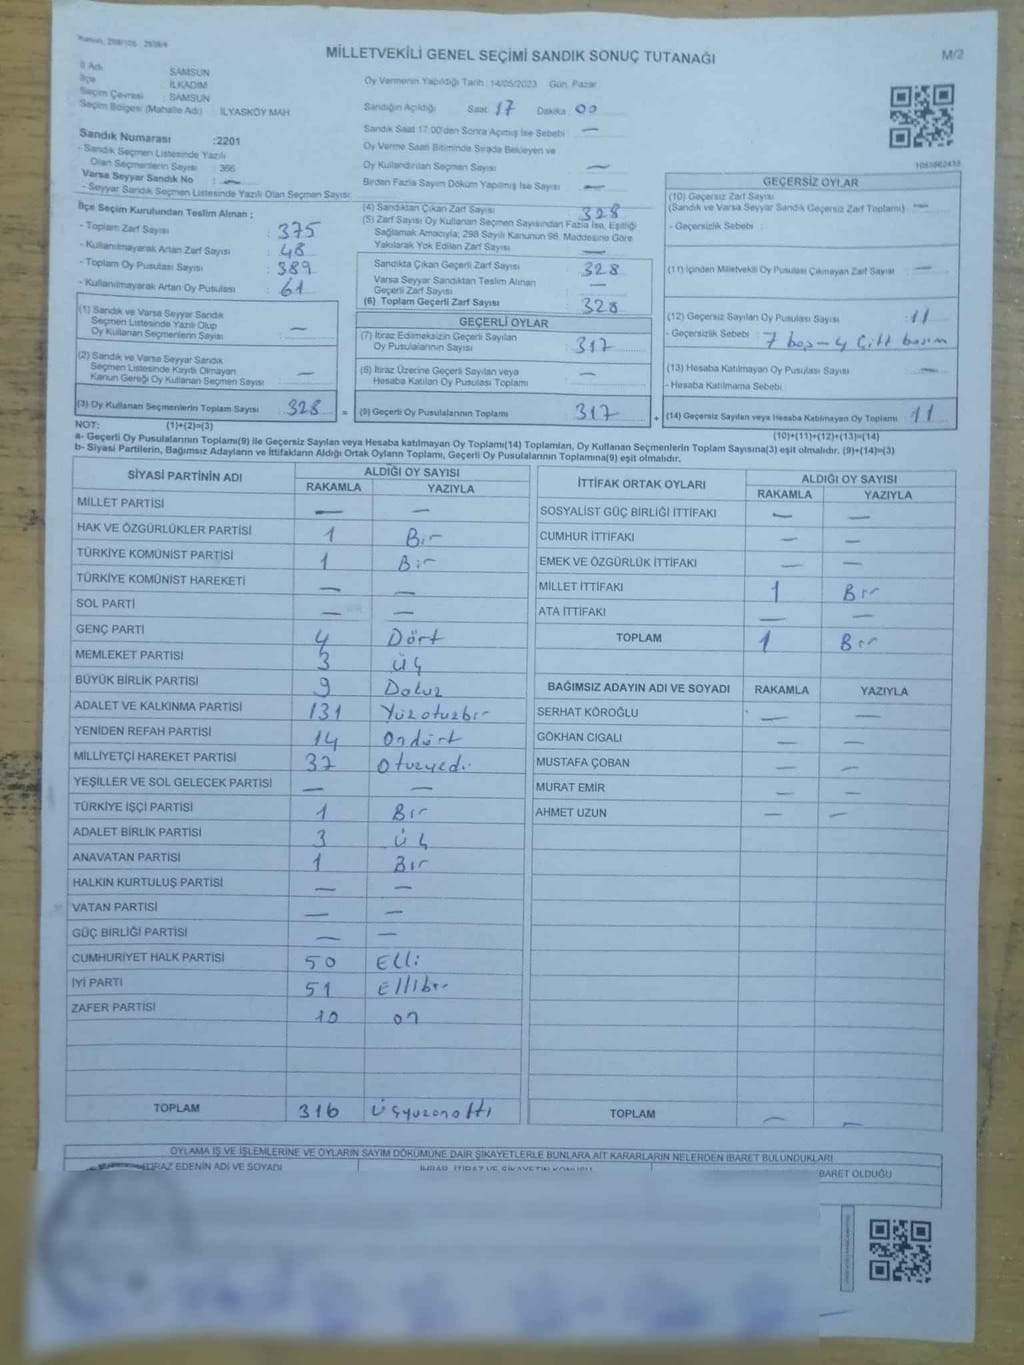 MİLLETVEKİLİ GENEL SEÇİMİ SANDIK SONUÇ TUTANAĞI
M/2
İl Adı : SAMSUN
İlçe : İLKADIM
Seçim Çevresi : SAMSUN
Seçim Bölgesi (Mahalle Adı) : İLYASKÖY MAH.
Sandık Numarası :2201
- Sandık Seçmen Listesinde Yazılı
Olan Seçmenlerin Sayısı : 366
Varsa Seyyar Sandık No : —
- Seyyar Sandık Seçmen Listesinde Yazılı Olan Seçmen Sayısı:
Oy Vermenin Yapıldığı Tarih : 14/05/2023 Gün: Pazar
Sandığın Açıldığı Saat: 17 Dakika: 00
Sandık Saat 17:00'den Sonra Açımış İse Sebebi : —
Oy Verme Saati Bitiminde Sırada Bekleyen ve
Oy Kullandırılan Seçmen Sayısı —
Birden Fazla Sayım Döküm Yapılmış İse Sayısı —
İlçe Seçim Kurulundan Teslim Alınan ;
- Toplam Zarf Sayısı : 375
- Kullanılmayarak Artan Zarf Sayısı : 48
- Toplam Oy Pusulası Sayısı : 389
- Kullanılmayarak Artan Oy Pusulası : 61
(4) Sandıktan Çıkan Zarf Sayısı 328
(5) Zarf Sayısı Oy Kullanan Seçmen Sayısından Fazla İse, Eşitliği
Sağlamak Amacıyla; 298 Sayılı Kanunun 98. Maddesine Göre
Yakılarak Yok Edilen Zarf Sayısı —
Sandıkta Çıkan Geçerli Zarf Sayısı 328
Varsa Seyyar Sandıktan Teslim Alınan
Geçerli Zarf Sayısı —
(6) Toplam Geçerli Zarf Sayısı 328
GEÇERSİZ OYLAR
(10) Geçersiz Zarf Sayısı
(Sandık ve Varsa Seyyar Sandık Geçersiz Zarf Toplamı) —
- Geçersizlik Sebebi :
(11) İçinden Milletvekili Oy Pusulası Çıkmayan Zarf Sayısı —
(12) Geçersiz Sayılan Oy Pusulası Sayısı : 11
- Geçersizlik Sebebi : 7 boş – 4 Çift basım
(13) Hesaba Katılmayan Oy Pusulası Sayısı : —
- Hesaba Katılmama Sebebi :
(14) Geçersiz Sayılan veya Hesaba Katılmayan Oy Toplamı 11
(10)+(11)+(12)+(13)=(14)
(1) Sandık ve Varsa Seyyar Sandık
Seçmen Listesinde Yazılı Olup
Oy Kullanan Seçmenlerin Sayısı —
(2) Sandık ve Varsa Seyyar Sandık
Seçmen Listesinde Kayıtlı Olmayan
Kanun Gereği Oy Kullanan Seçmen Sayısı —
(3) Oy Kullanan Seçmenlerin Toplam Sayısı 328
(1)+(2)=(3)
GEÇERLİ OYLAR
(7) İtiraz Edilmeksizin Geçerli Sayılan
Oy Pusulalarının Sayısı 317
(8) İtiraz Üzerine Geçerli Sayılan veya
Hesaba Katılan Oy Pusulası Toplamı —
(9) Geçerli Oy Pusulalarının Toplamı 317
NOT:
a- Geçerli Oy Pusulalarının Toplamı(9) ile Geçersiz Sayılan veya Hesaba katılmayan Oy Toplamı(14) Toplamları, Oy Kullanan Seçmenlerin Toplam Sayısına(3) eşit olmalıdır. (9)+(14)=(3)
b- Siyasi Partilerin, Bağımsız Adayların ve İttifakların Aldığı Ortak Oyların Toplamı, Geçerli Oy Pusulalarının Toplamına(9) eşit olmalıdır.
SİYASİ PARTİNİN ADI ALDIĞI OY SAYISI
RAKAMLA YAZIYLA
MİLLET PARTİSİ — —
HAK VE ÖZGÜRLÜKLER PARTİSİ 1 Bir
TÜRKİYE KOMÜNİST PARTİSİ 1 Bir
TÜRKİYE KOMÜNİST HAREKETİ — —
SOL PARTİ — —
GENÇ PARTİ 4 Dört
MEMLEKET PARTİSİ 3 Üç
BÜYÜK BİRLİK PARTİSİ 9 Dokuz
ADALET VE KALKINMA PARTİSİ 131 Yüzotuzbir
YENİDEN REFAH PARTİSİ 14 Ondört
MİLLİYETÇİ HAREKET PARTİSİ 37 Otuzyedi
YEŞİLLER VE SOL GELECEK PARTİSİ — —
TÜRKİYE İŞÇİ PARTİSİ 1 Bir
ADALET BİRLİK PARTİSİ 3 Üç
ANAVATAN PARTİSİ 1 Bir
HALKIN KURTULUŞ PARTİSİ — —
VATAN PARTİSİ — —
GÜÇ BİRLİĞİ PARTİSİ — —
CUMHURİYET HALK PARTİSİ 50 Elli
İYİ PARTİ 51 Ellibir
ZAFER PARTİSİ 10 on
TOPLAM 316 Üçyüzonaltı
İTTİFAK ORTAK OYLARI ALDIĞI OY SAYISI
RAKAMLA YAZIYLA
SOSYALİST GÜÇ BİRLİĞİ İTTİFAKI — —
CUMHUR İTTİFAKI — —
EMEK VE ÖZGÜRLÜK İTTİFAKI — —
MİLLET İTTİFAKI 1 Bir
ATA İTTİFAKI — —
TOPLAM 1 Bir
BAĞIMSIZ ADAYIN ADI VE SOYADI RAKAMLA YAZIYLA
SERHAT KÖROĞLU — —
GÖKHAN CIGALI — —
MUSTAFA ÇOBAN — —
MURAT EMİR — —
AHMET UZUN — —
TOPLAM — —
OYLAMA İŞ VE İŞLEMLERİNE VE OYLARIN SAYIM DÖKÜMÜNE DAİR ŞİKAYETLERLE BUNLARA AİT KARARLARIN NELERDEN İBARET BULUNDUKLARI
İTİRAZ EDENİN ADI VE SOYADI
İHBAR, İTİRAZ VE ŞİKAYETİN KONUSU
İBARET OLDUĞU